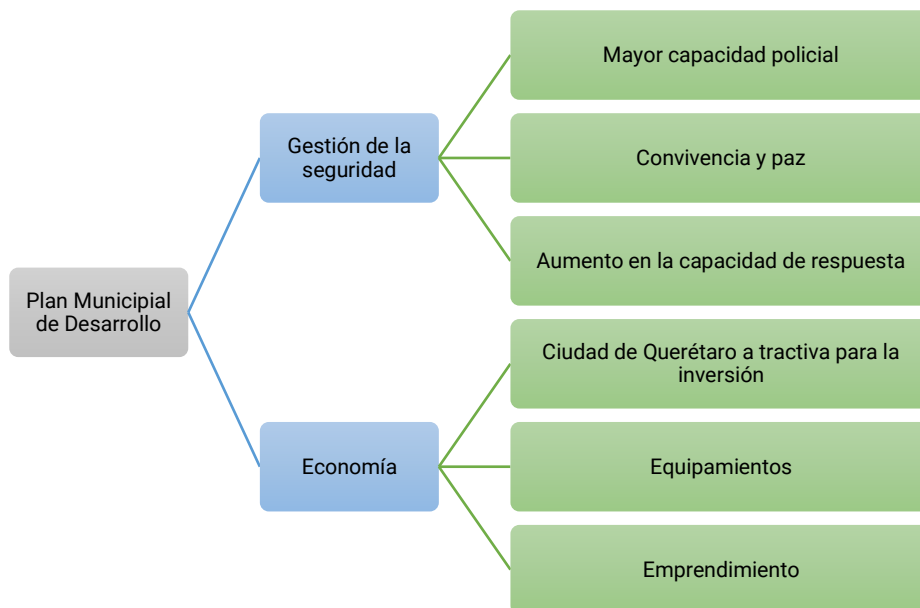 Plan Municipial
de Desarrollo
Gestión de la
seguridad
Mayor capacidad policial
Convivencia y paz
Aumento en la capacidad de respuesta
Economía
Ciudad de Querétaro a tractiva para la
inversión
Equipamientos
Emprendimiento